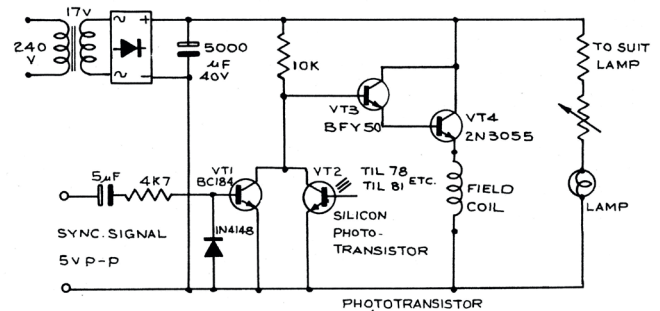 17V
240
V
~
~
+
-
5000
µF
40V
10K
TO SUIT
LAMP
VT3
BFY50
VT4
2N3055
5µF
4K7
VT1
BC184
VT2
TIL 78
TIL 81 ETC.
FIELD
COIL
LAMP
1N4148
SILICON
PHOTO-
TRANSISTOR
SYNC. SIGNAL
5V P-P
PHOTOTRANSISTOR